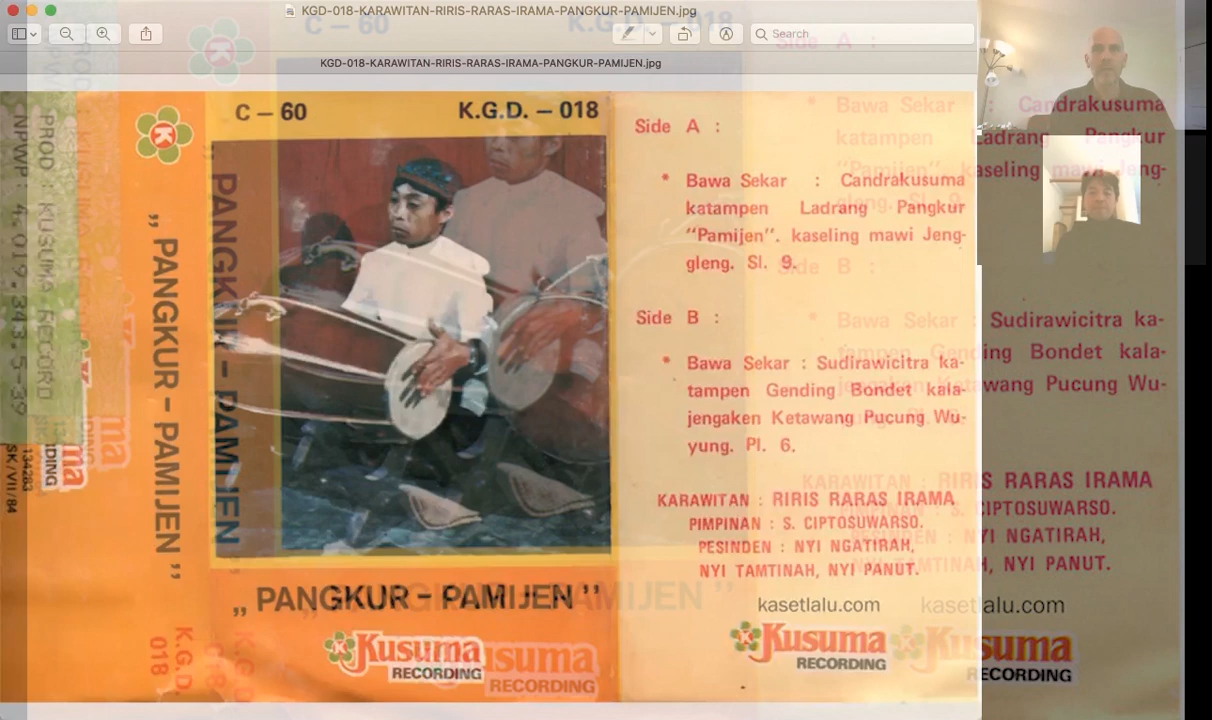 KGD-018-KARAWITAN-RIRIS-RARAS-IRAMA-PANGKUR-PAMIJEN.jpg
Search
KGD-018-KARAWITAN-RIRIS-RARAS-IRAMA-PANGKUR-PAMIJEN.jpg
PROD : KUSUMA RECORD
NPWP : 4.019.343.5-39
134283
SK/VII/84
„ PANGKUR – PAMIJEN ”
K.G.D.
018
C – 60
K.G.D. – 018
„ PANGKUR – PAMIJEN ”
Kusuma
RECORDING
Side A :
* Bawa Sekar : Candrakusuma
katampen Ladrang Pangkur
“Pamijen”. kaseling mawi Jeng-
gleng. Sl. 9.
Side B :
* Bawa Sekar : Sudirawicitra ka-
tampen Gending Bondet kala-
jengaken Ketawang Pucung Wu-
yung. Pl. 6.
KARAWITAN : RIRIS RARAS IRAMA
PIMPINAN : S. CIPTOSUWARSO.
PESINDEN : NYI NGATIRAH,
NYI TAMTINAH, NYI PANUT.
kasetlalu.com
Kusuma
RECORDING